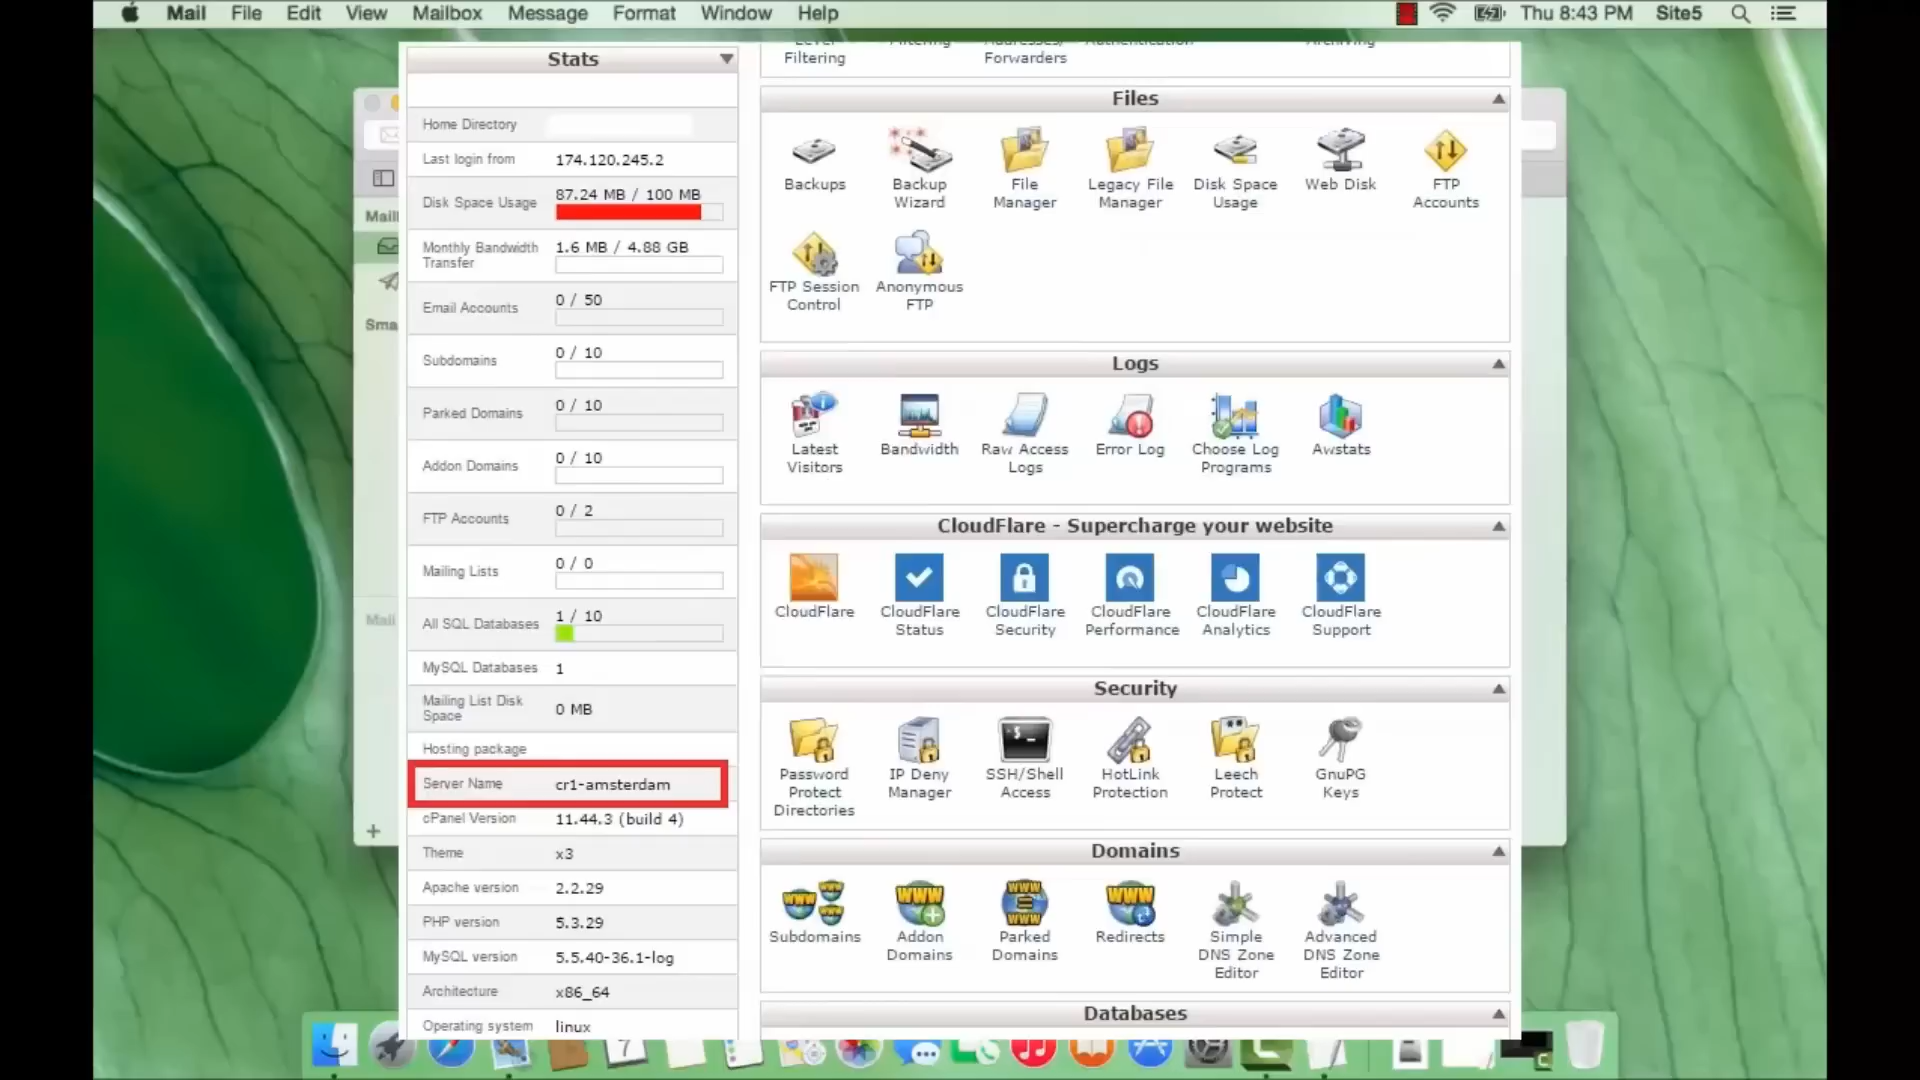 Mail File Edit View Mailbox Message Format Window Help Thu 8:43 PM Site5
Stats
Home Directory
Last login from 174.120.245.2
Disk Space Usage 87.24 MB / 100 MB
Monthly Bandwidth
Transfer
1.6 MB / 4.88 GB
Email Accounts 0 / 50
Subdomains 0 / 10
Parked Domains 0 / 10
Addon Domains 0 / 10
FTP Accounts 0 / 2
Mailing Lists 0 / 0
All SQL Databases 1 / 10
MySQL Databases 1
Mailing List Disk
Space
0 MB
Hosting package
Server Name cr1-amsterdam
cPanel Version 11.44.3 (build 4)
Theme x3
Apache version 2.2.29
PHP version 5.3.29
MySQL version 5.5.40-36.1-log
Architecture x86_64
Operating system linux
Filtering
Forwarders
Files
Backups
Backup
Wizard
File
Manager
Legacy File
Manager
Disk Space
Usage
Web Disk
FTP
Accounts
FTP Session
Control
Anonymous
FTP
Logs
Latest
Visitors
Bandwidth
Raw Access
Logs
Error Log
Choose Log
Programs
Awstats
CloudFlare - Supercharge your website
CloudFlare
CloudFlare
Status
CloudFlare
Security
CloudFlare
Performance
CloudFlare
Analytics
CloudFlare
Support
Security
Password
Protect
Directories
IP Deny
Manager
SSH/Shell
Access
HotLink
Protection
Leech
Protect
GnuPG
Keys
Domains
Subdomains
Addon
Domains
Parked
Domains
Redirects
Simple
DNS Zone
Editor
Advanced
DNS Zone
Editor
Databases
Mail
7